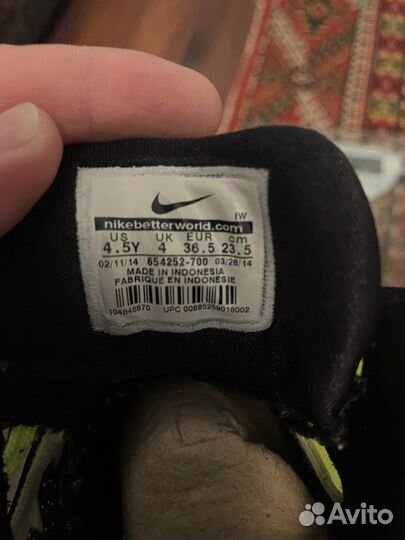 IW
nikebetterworld.com
US UK EUR cm
4.5Y 4 36.5 23.5
02/11/14 654252-700 03/28/14
MADE IN INDONESIA
FABRIQUE EN INDONESIE
104846870 UPC 00885259018002
Avito